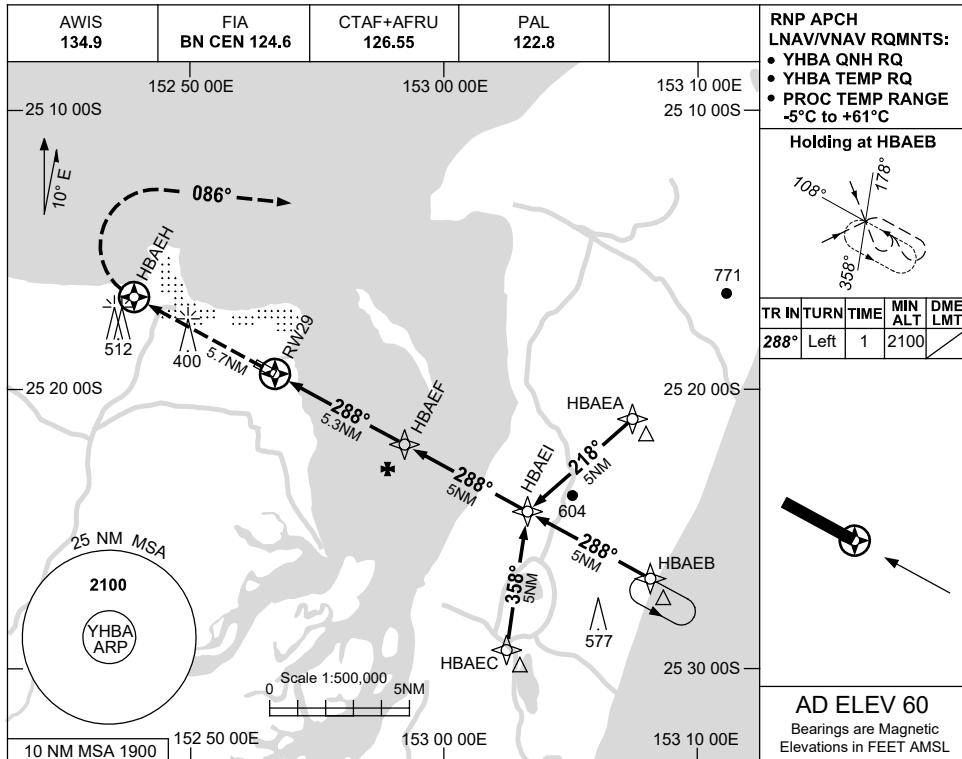 AWIS
134.9
FIA
BN CEN 124.6
CTAF+AFRU
126.55
PAL
122.8
RNP APCH
LNAV/VNAV RQMNTS:
• YHBA QNH RQ
• YHBA TEMP RQ
• PROC TEMP RANGE
-5°C to +61°C
152 50 00E
153 00 00E
153 10 00E
25 10 00S
25 10 00S
10° E
086°
HBAEH
512
400
5.7NM
RW29
771
25 20 00S
25 20 00S
288°
5.3NM
HBAEF
288°
5NM
HBAEI
HBAEA
218°
5NM
604
288°
5NM
HBAEB
358°
5NM
577
HBAEC
25 NM MSA
2100
YHBA
ARP
25 30 00S
Scale 1:500,000
0
5NM
10 NM MSA 1900
152 50 00E
153 00 00E
153 10 00E
Holding at HBAEB
108°
178°
358°
TR IN TURN TIME MIN ALT DME LMT
288° Left 1 2100
AD ELEV 60
Bearings are Magnetic
Elevations in FEET AMSL